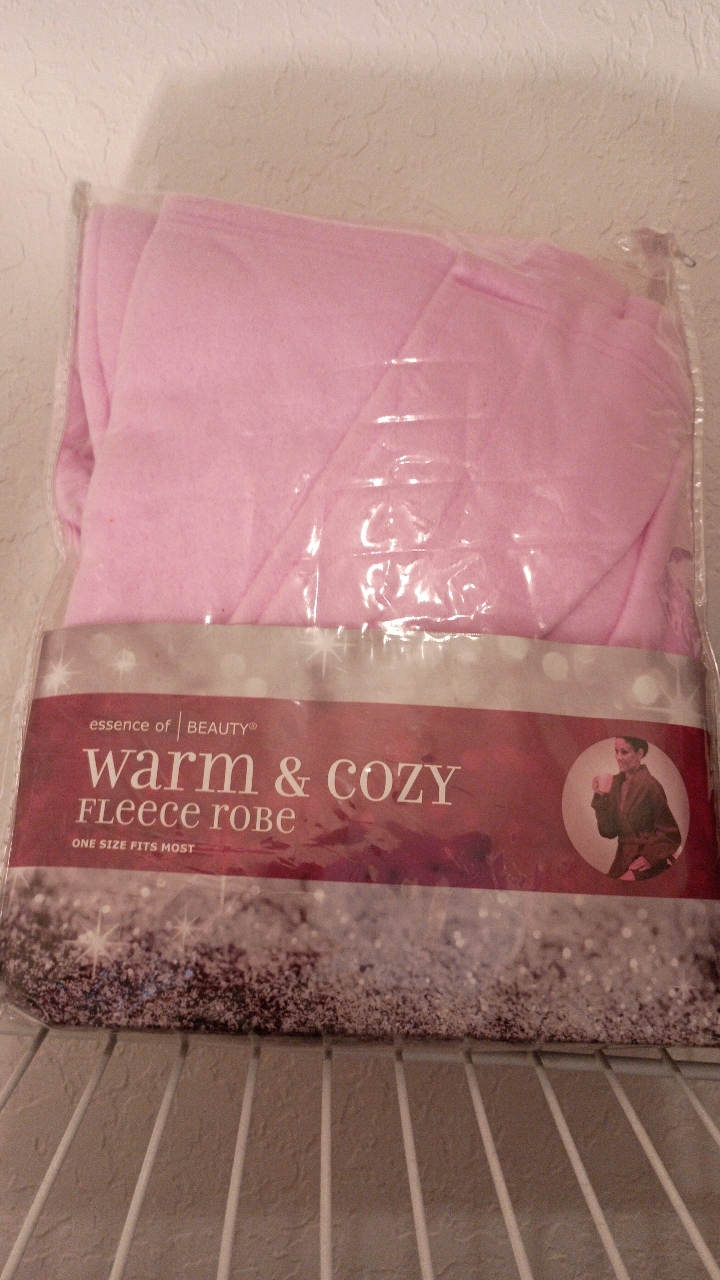 essence of | BEAUTY®
warm & COZY
FLeece roBe
ONE SIZE FITS MOST